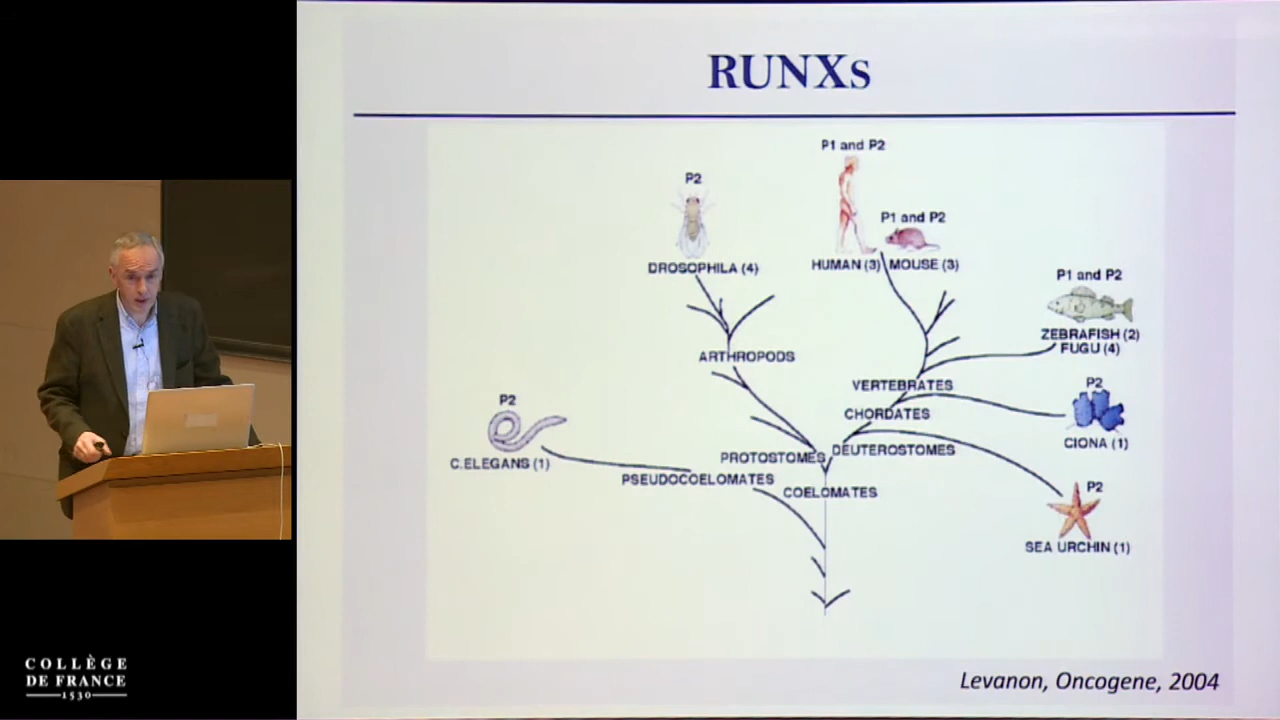 RUNXs
P1 and P2
P2
P1 and P2
DROSOPHILA (4)
HUMAN (3)
MOUSE (3)
P1 and P2
ZEBRAFISH (2)
FUGU (4)
ARTHROPODS
VERTEBRATES
P2
CHORDATES
CIONA (1)
P2
C.ELEGANS (1)
PROTOSTOMES
DEUTEROSTOMES
PSEUDOCOELOMATES
COELOMATES
P2
SEA URCHIN (1)
Levanon, Oncogene, 2004
COLLÈGE
DE FRANCE
1530